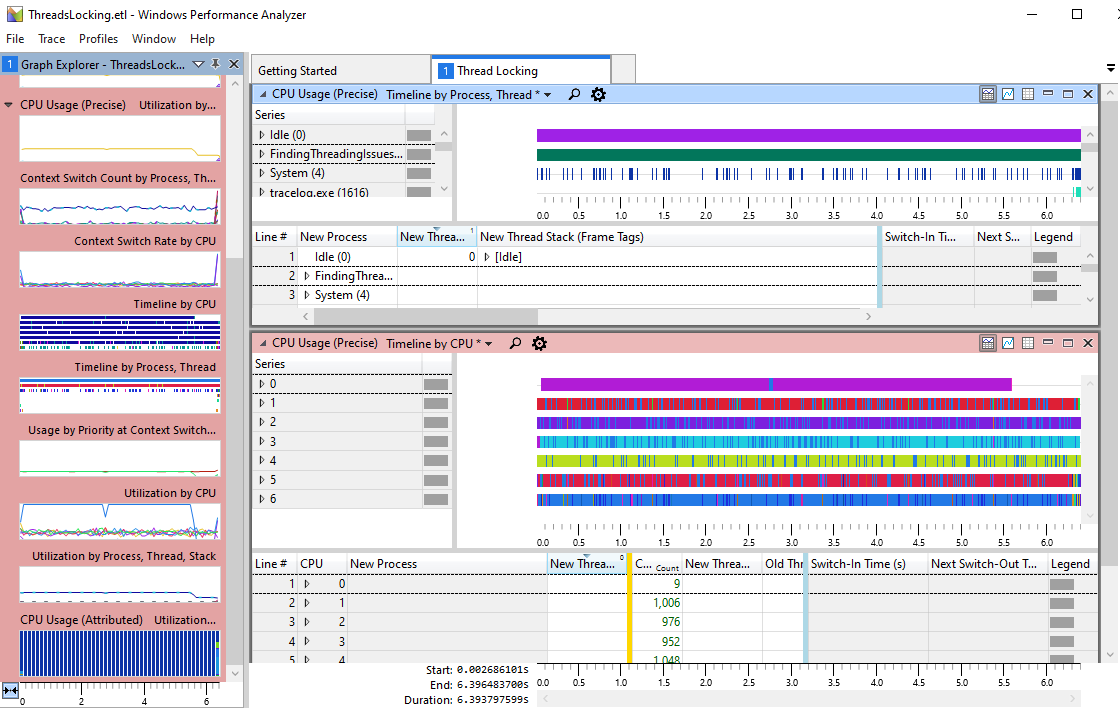 ThreadsLocking.etl - Windows Performance Analyzer
File Trace Profiles Window Help
1 Graph Explorer - ThreadsLock...
CPU Usage (Precise) Utilization by...
Context Switch Count by Process, Th...
Context Switch Rate by CPU
Timeline by CPU
Timeline by Process, Thread
Usage by Priority at Context Switch...
Utilization by CPU
Utilization by Process, Thread, Stack
CPU Usage (Attributed) Utilization...
0 2 4 6
Getting Started
1 Thread Locking
CPU Usage (Precise) Timeline by Process, Thread *
Series
Idle (0)
FindingThreadingIssues...
System (4)
tracelog.exe (1616)
0.0 0.5 1.0 1.5 2.0 2.5 3.0 3.5 4.0 4.5 5.0 5.5 6.0
Line # New Process New Threa... 1 New Thread Stack (Frame Tags) Switch-In Ti... Next S... Legend
1 Idle (0) 0 [Idle]
2 FindingThrea...
3 System (4)
CPU Usage (Precise) Timeline by CPU *
Series
0
1
2
3
4
5
6
0.0 0.5 1.0 1.5 2.0 2.5 3.0 3.5 4.0 4.5 5.0 5.5 6.0
Line # CPU New Process New Threa... 0 C... Count New Threa... Old Thr Switch-In Time (s) Next Switch-Out T... Legend
1 0 9
2 1 1,006
3 2 976
4 3 952
5 4 1,048
Start: 0.002686101s
End: 6.396483700s
Duration: 6.393797599s
0.0 0.5 1.0 1.5 2.0 2.5 3.0 3.5 4.0 4.5 5.0 5.5 6.0